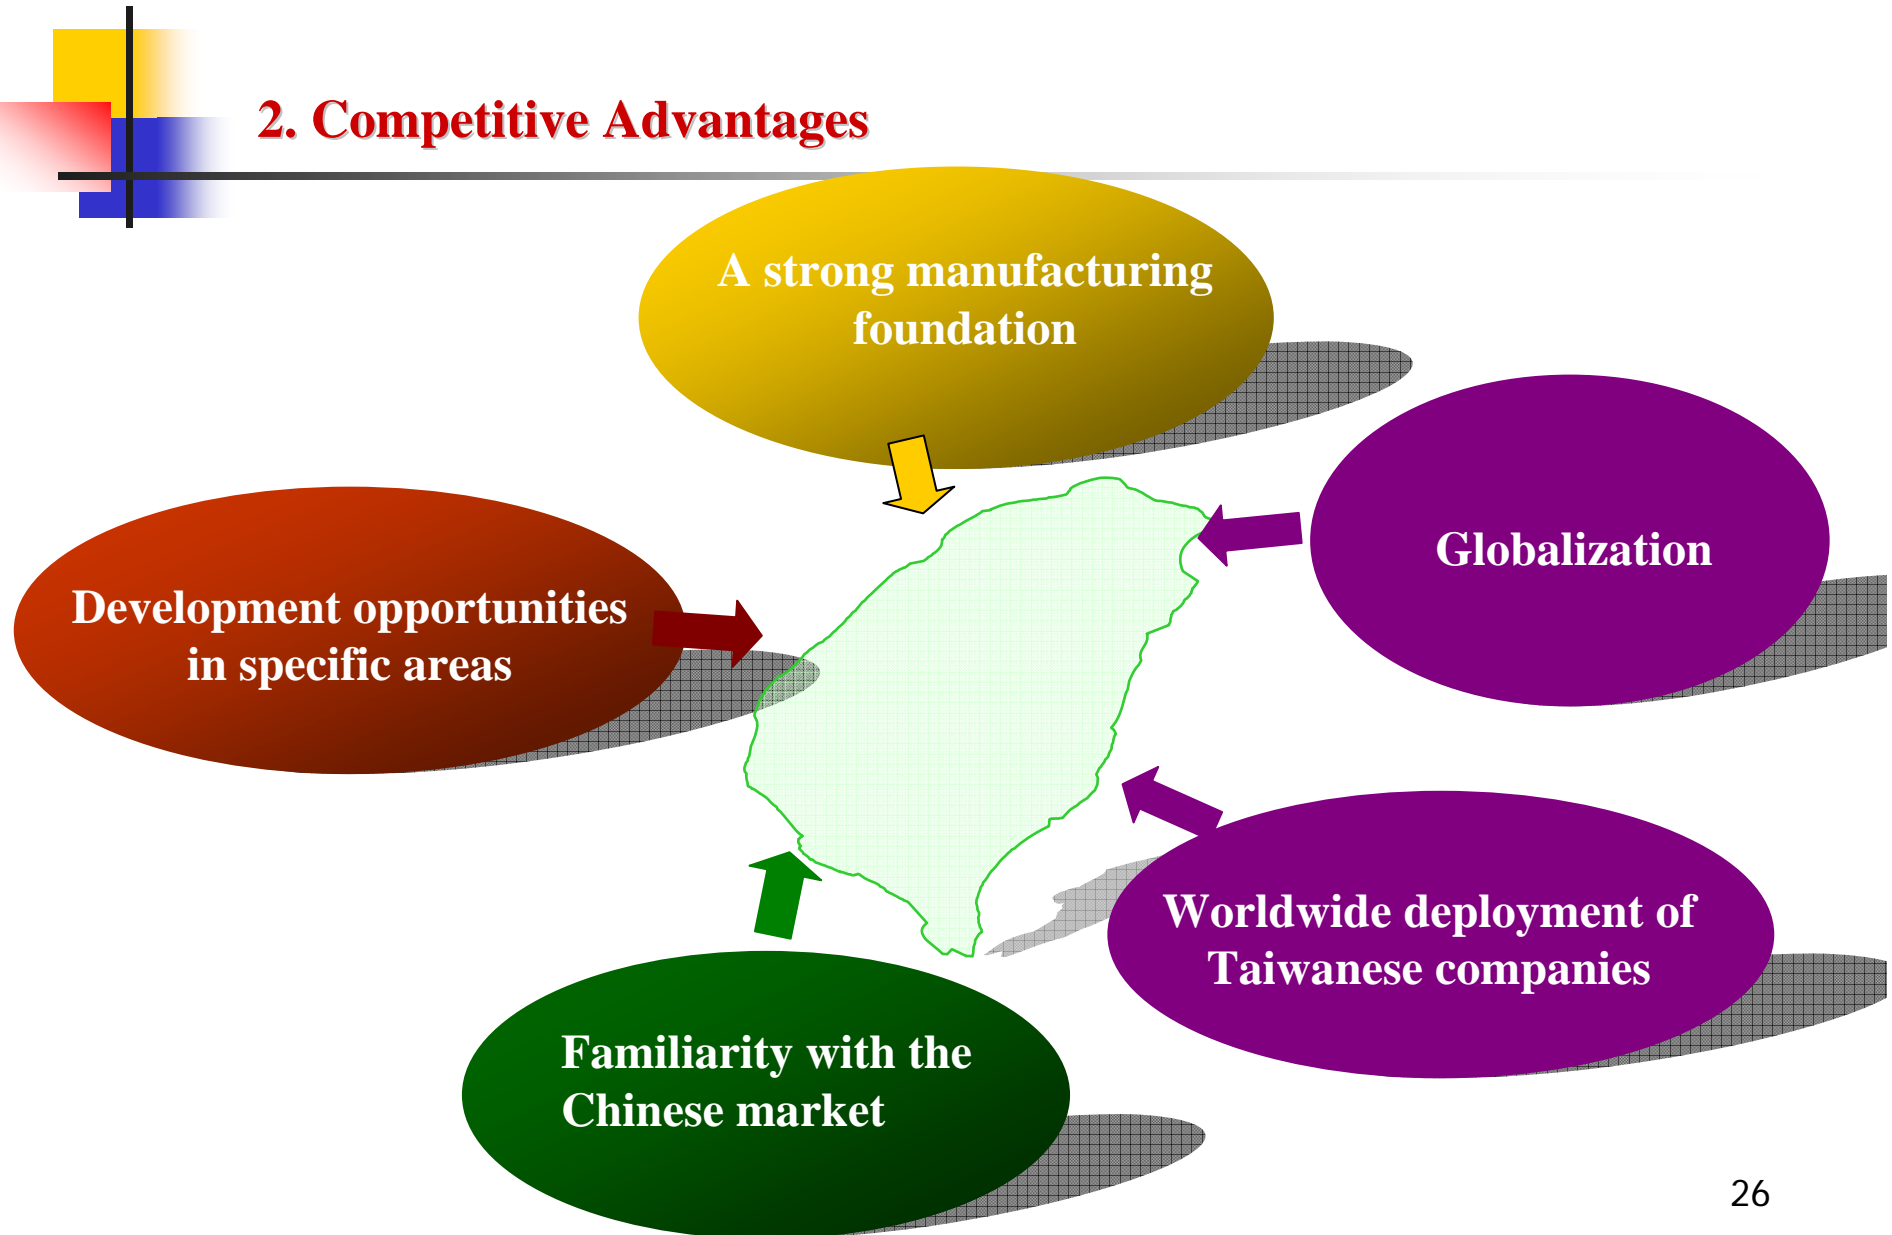 2. Competitive Advantages
A strong manufacturing
foundation
Globalization
Development opportunities
in specific areas
Worldwide deployment of
Taiwanese companies
Familiarity with the
Chinese market
26